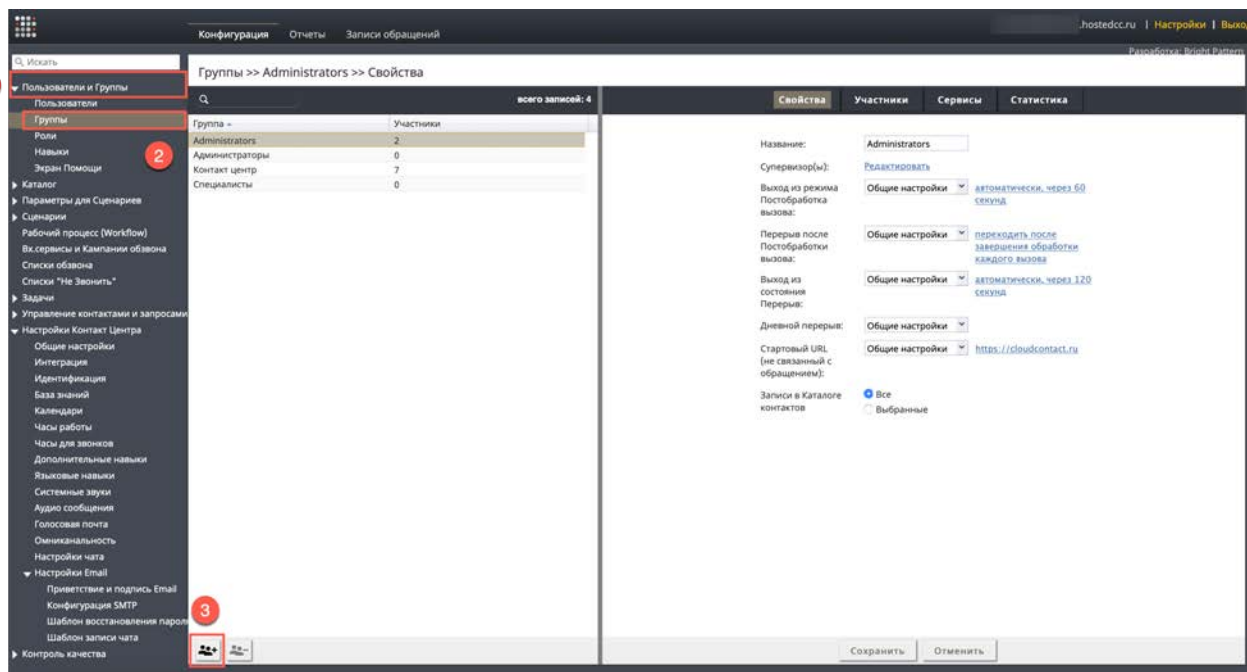 .hostedcc.ru | Настройки | Выход
Конфигурация Отчеты Записи обращений
Разработка: Bright Pattern
Искать
Группы >> Administrators >> Свойства
Пользователи и Группы
Пользователи
Группы
Роли
Навыки
2
Экран Помощи
Каталог
Параметры для Сценариев
Сценарии
Рабочий процесс (Workflow)
Вх.сервисы и Кампании обзвона
Списки обзвона
Списки "Не Звонить"
Задачи
Управление контактами и запросами
Настройки Контакт Центра
Общие настройки
Интеграция
Идентификация
База знаний
Календари
Часы работы
Часы для звонков
Дополнительные навыки
Языковые навыки
Системные звуки
Аудио сообщения
Голосовая почта
Омниканальность
Настройки чата
Настройки Email
Приветствие и подпись Email
Конфигурация SMTP
Шаблон восстановления пароля
Шаблон записи чата
Контроль качества
всего записей: 4
Группа Участники
Administrators 2
Администраторы 0
Контакт центр 7
Специалисты 0
3
Свойства Участники Сервисы Статистика
Название: Administrators
Супервизор(ы): Редактировать
Выход из режима Общие настройки автоматически, через 60
Постобработка секунд
вызова:
Перерыв после Общие настройки переходить после
Постобработки завершения обработки
вызова: каждого вызова
Выход из Общие настройки автоматически, через 120
состояния секунд
Перерыв:
Дневной перерыв: Общие настройки
Стартовый URL Общие настройки https://cloudcontact.ru
(не связанный с
обращением):
Записи в Каталоге Все
контактов Выбранные
Сохранить Отменить